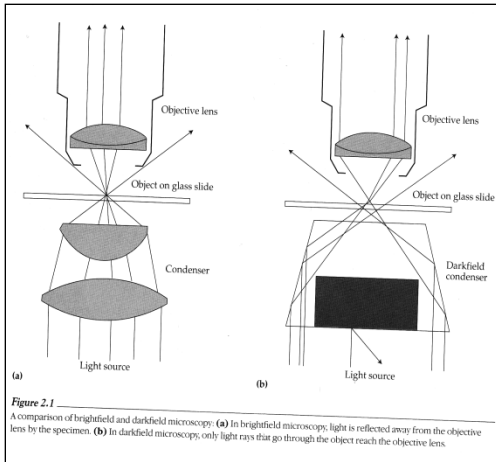 Objective lens
Object on glass slide
Condenser
Light source
(a)
Objective lens
Object on glass slide
Darkfield
condenser
Light source
(b)
Figure 2.1
A comparison of brightfield and darkfield microscopy: (a) In brightfield microscopy, light is reflected away from the objective
lens by the specimen. (b) In darkfield microscopy, only light rays that go through the object reach the objective lens.